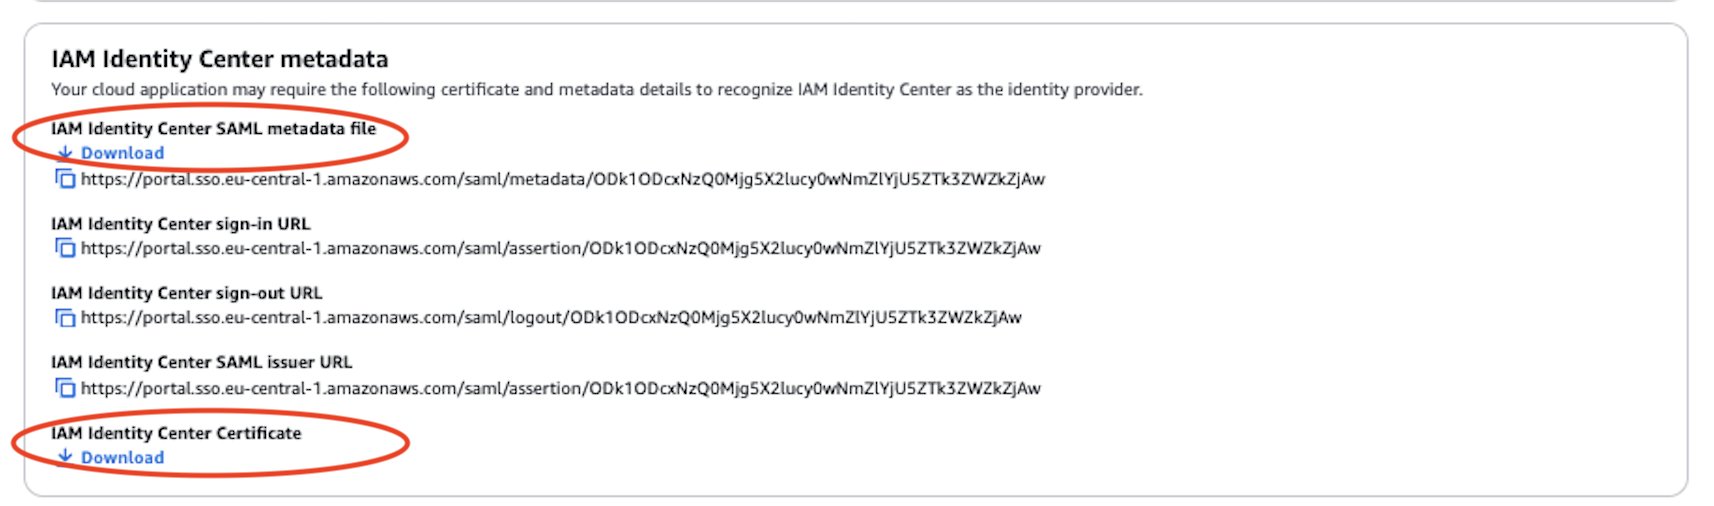 IAM Identity Center metadata
Your cloud application may require the following certificate and metadata details to recognize IAM Identity Center as the identity provider.
IAM Identity Center SAML metadata file
Download
https://portal.sso.eu-central-1.amazonaws.com/saml/metadata/ODk1ODcxNzQ0Mjg5X2lucy0wNmZlYjU5ZTk3ZWZkZjAw
IAM Identity Center sign-in URL
https://portal.sso.eu-central-1.amazonaws.com/saml/assertion/ODk1ODcxNzQ0Mjg5X2lucy0wNmZlYjU5ZTk3ZWZkZjAw
IAM Identity Center sign-out URL
https://portal.sso.eu-central-1.amazonaws.com/saml/logout/ODk1ODcxNzQ0Mjg5X2lucy0wNmZlYjU5ZTk3ZWZkZjAw
IAM Identity Center SAML issuer URL
https://portal.sso.eu-central-1.amazonaws.com/saml/assertion/ODk1ODcxNzQ0Mjg5X2lucy0wNmZlYjU5ZTk3ZWZkZjAw
IAM Identity Center Certificate
Download